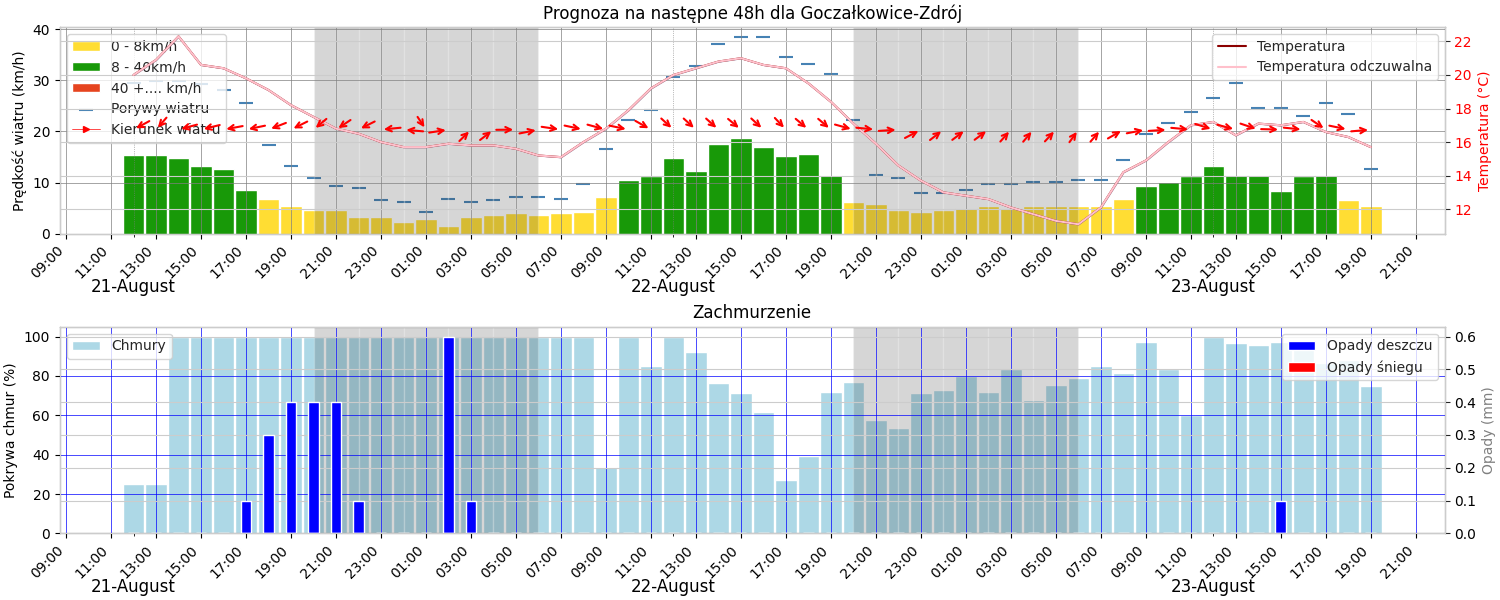 Prognoza na następne 48h dla Goczałkowice-Zdrój
Prędkość wiatru (km/h)
40
30
20
10
0
0 - 8km/h
8 - 40km/h
40 +.... km/h
Porywy wiatru
Kierunek wiatru
Temperatura
Temperatura odczuwalna
22
20
18
16
14
12
Temperatura (°C)
09:00 11:00 13:00 15:00 17:00 19:00 21:00 23:00 01:00 03:00 05:00 07:00 09:00 11:00 13:00 15:00 17:00 19:00 21:00 23:00 01:00 03:00 05:00 07:00 09:00 11:00 13:00 15:00 17:00 19:00 21:00
21-August 22-August 23-August
Zachmurzenie
Pokrywa chmur (%)
100
80
60
40
20
0
Chmury
Opady deszczu
Opady śniegu
0.6
0.5
0.4
0.3
0.2
0.1
0.0
Opady (mm)
09:00 11:00 13:00 15:00 17:00 19:00 21:00 23:00 01:00 03:00 05:00 07:00 09:00 11:00 13:00 15:00 17:00 19:00 21:00 23:00 01:00 03:00 05:00 07:00 09:00 11:00 13:00 15:00 17:00 19:00 21:00
21-August 22-August 23-August